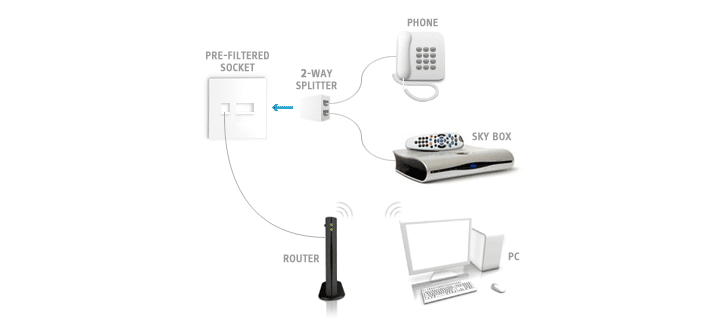 PHONE
PRE-FILTERED
SOCKET
2-WAY
SPLITTER
SKY BOX
ROUTER
PC